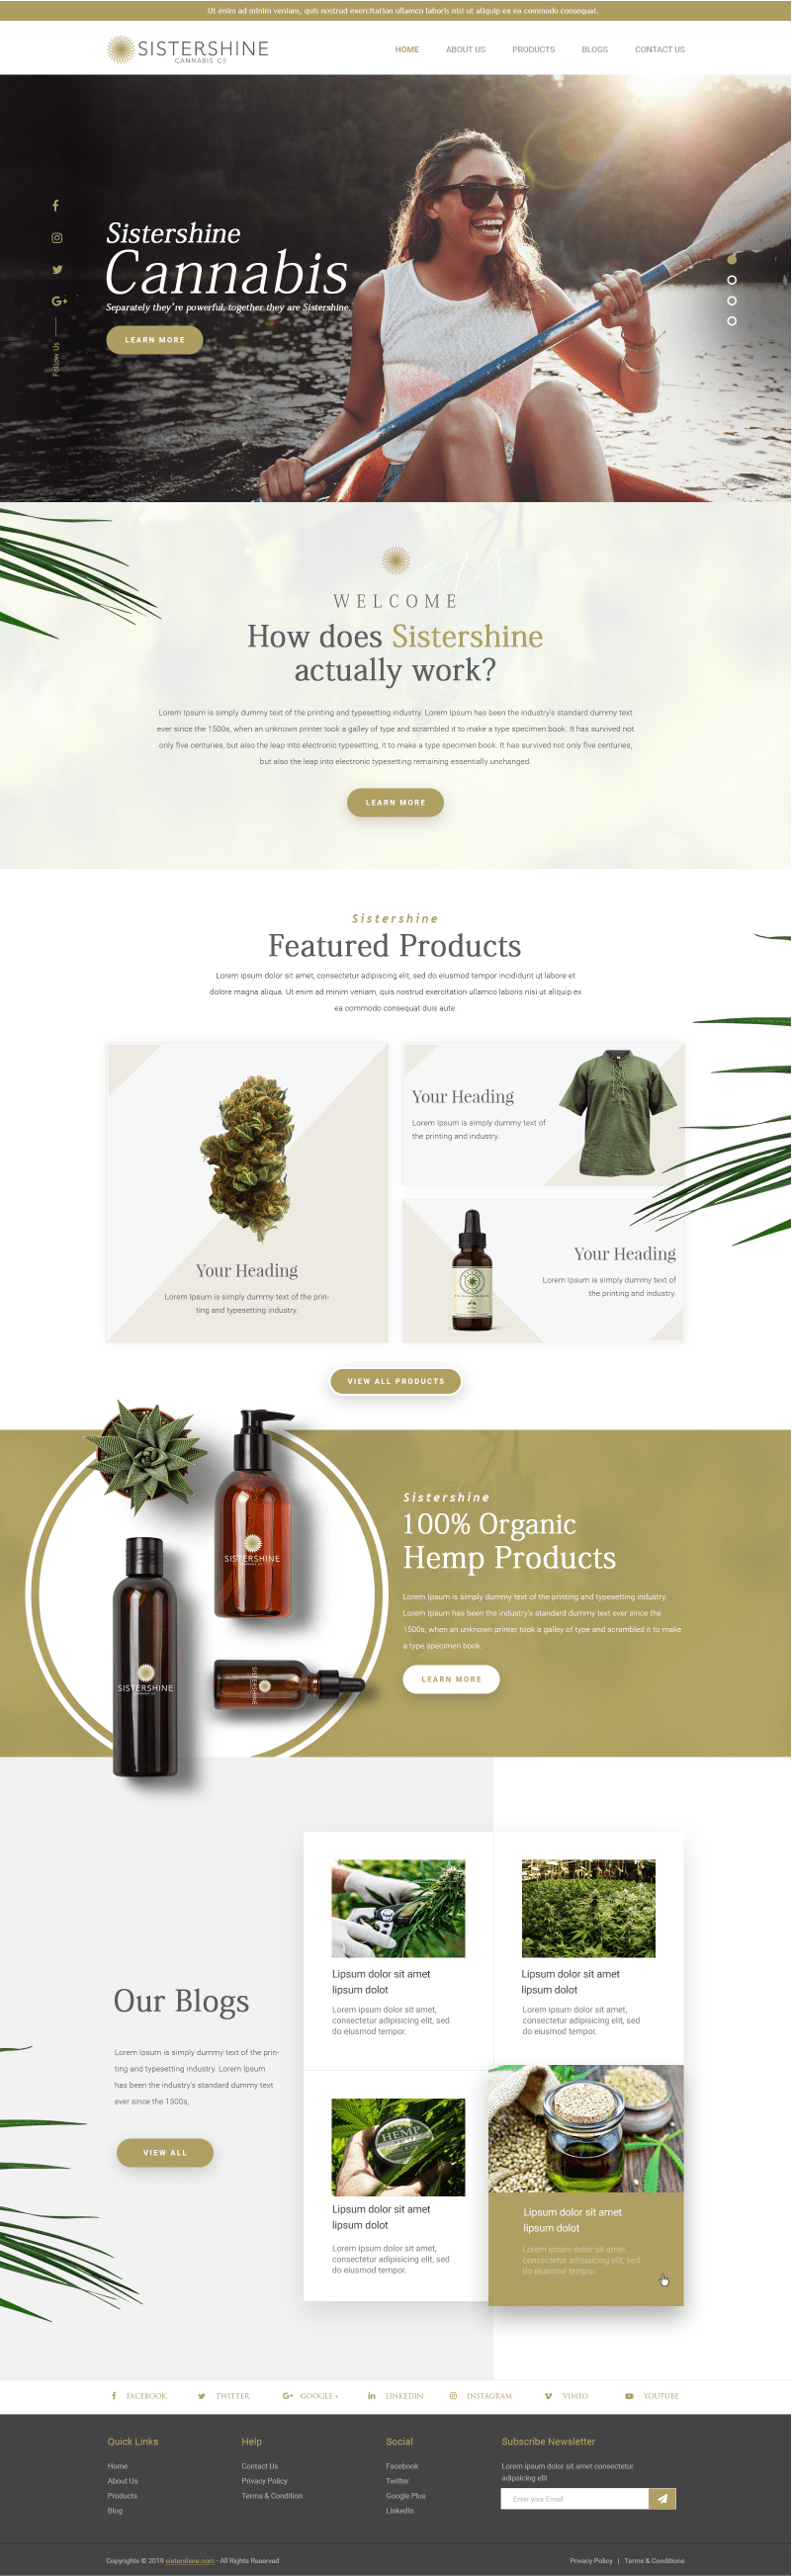 Ut enim ad minim veniam, quis nostrud exercitation ullamco laboris nisi ut aliquip ex ea commodo consequat.
SISTERSHINE
CANNABIS CO
HOME ABOUT US PRODUCTS BLOGS CONTACT US
Sistershine
Cannabis
Separately they're powerful, together they are Sistershine.
LEARN MORE
Follow Us
WELCOME
How does Sistershine
actually work?
Lorem Ipsum is simply dummy text of the printing and typesetting industry. Lorem Ipsum has been the industry's standard dummy text
ever since the 1500s, when an unknown printer took a galley of type and scrambled it to make a type specimen book. It has survived not
only five centuries, but also the leap into electronic typesetting, it to make a type specimen book. It has survived not only five centuries,
but also the leap into electronic typesetting remaining essentially unchanged.
LEARN MORE
Sistershine
Featured Products
Lorem ipsum dolor sit amet, consectetur adipiscing elit, sed do eiusmod tempor incididunt ut labore et
dolore magna aliqua. Ut enim ad minim veniam, quis nostrud exercitation ullamco laboris nisi ut aliquip ex
ea commodo consequat duis aute.
Your Heading
Lorem Ipsum is simply dummy text of the prin-
ting and typesetting industry.
Your Heading
Lorem Ipsum is simply dummy text of
the printing and industry.
Your Heading
Lorem Ipsum is simply dummy text of
the printing and industry.
VIEW ALL PRODUCTS
SISTERSHINE
CANNABIS CO
SISTERSHINE
CANNABIS CO
SISTERSHINE
Sistershine
100% Organic
Hemp Products
Lorem Ipsum is simply dummy text of the printing and typesetting industry.
Lorem Ipsum has been the industry's standard dummy text ever since the
1500s, when an unknown printer took a galley of type and scrambled it to make
a type specimen book.
LEARN MORE
Our Blogs
Lorem Ipsum is simply dummy text of the prin-
ting and typesetting industry. Lorem Ipsum
has been the industry's standard dummy text
ever since the 1500s,
VIEW ALL
Lipsum dolor sit amet
lipsum dolot
Lorem ipsum dolor sit amet,
consectetur adipisicing elit, sed
do eiusmod tempor.
Lipsum dolor sit amet
lipsum dolot
Lorem ipsum dolor sit amet,
consectetur adipisicing elit, sed
do eiusmod tempor.
HEMP
Lipsum dolor sit amet
lipsum dolot
Lorem ipsum dolor sit amet,
consectetur adipisicing elit, sed
do eiusmod tempor.
Lipsum dolor sit amet
lipsum dolot
Lorem ipsum dolor sit amet,
consectetur adipisicing elit, sed
do eiusmod tempor.
FACEBOOK TWITTER GOOGLE + LINKEDIN INSTAGRAM VIMEO YOUTUBE
Quick Links
Home
About Us
Products
Blog
Help
Contact Us
Privacy Policy
Terms & Condition
Social
Facebook
Twitter
Google Plus
LinkedIn
Subscribe Newsletter
Lorem ipsum dolor sit amet consectetur
adipsicing elit
Enter your Email
Copyrights © 2019 sistershine.com - All Rights Reserved
Privacy Policy | Terms & Conditions